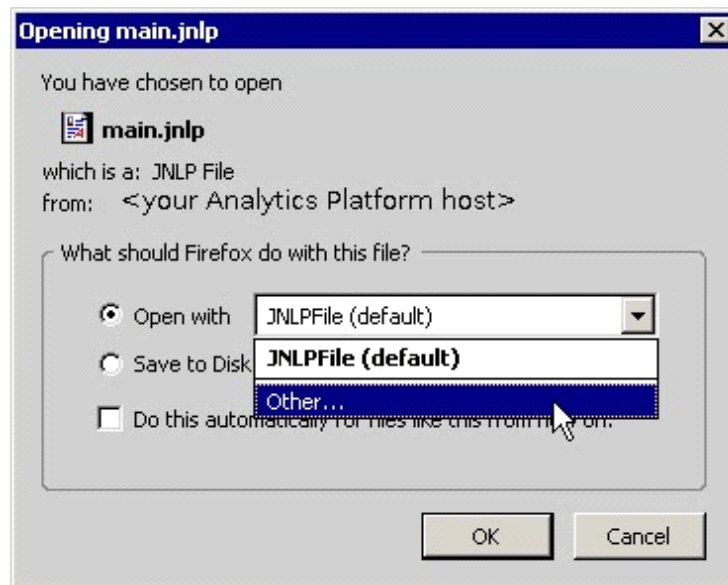 Opening main.jnlp
You have chosen to open
main.jnlp
which is a: JNLP File
from: <your Analytics Platform host>
What should Firefox do with this file?
Open with JNLPFile (default)
JNLPFile (default)
Save to Disk
Other...
Do this automatically for files like this from now on.
OK Cancel